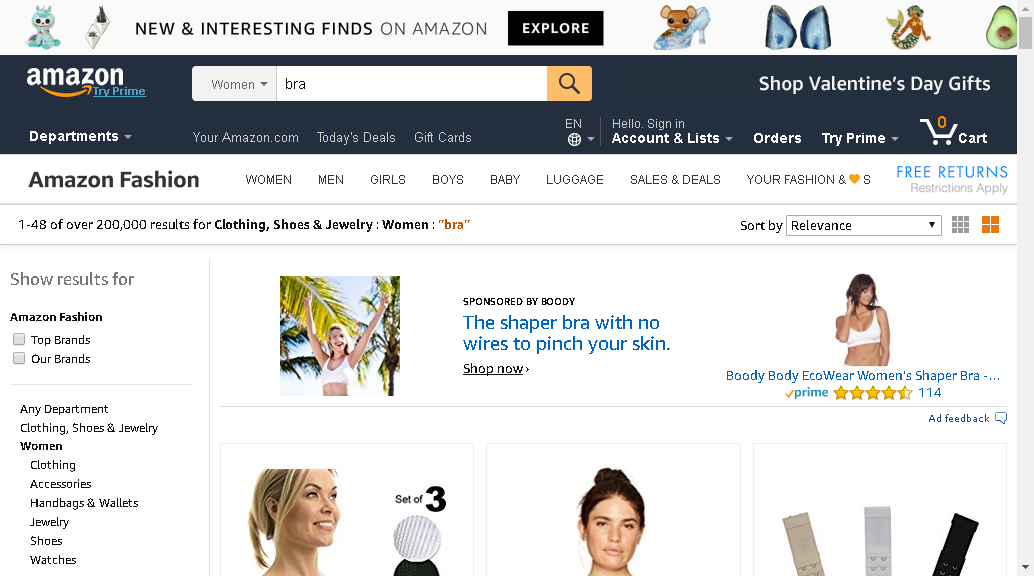 NEW & INTERESTING FINDS ON AMAZON EXPLORE
amazon
Try Prime
Women
bra
Shop Valentine's Day Gifts
Departments
Your Amazon.com
Today's Deals
Gift Cards
EN
Hello. Sign in
Account & Lists
Orders
Try Prime
0
Cart
Amazon Fashion
WOMEN
MEN
GIRLS
BOYS
BABY
LUGGAGE
SALES & DEALS
YOUR FASHION & S
FREE RETURNS
Restrictions Apply
1-48 of over 200,000 results for Clothing, Shoes & Jewelry : Women : "bra"
Sort by Relevance
Show results for
Amazon Fashion
Top Brands
Our Brands
Any Department
Clothing, Shoes & Jewelry
Women
Clothing
Accessories
Handbags & Wallets
Jewelry
Shoes
Watches
SPONSORED BY BOODY
The shaper bra with no
wires to pinch your skin.
Shop now ›
Boody Body EcoWear Women's Shaper Bra -...
prime 114
Ad feedback
Set of 3